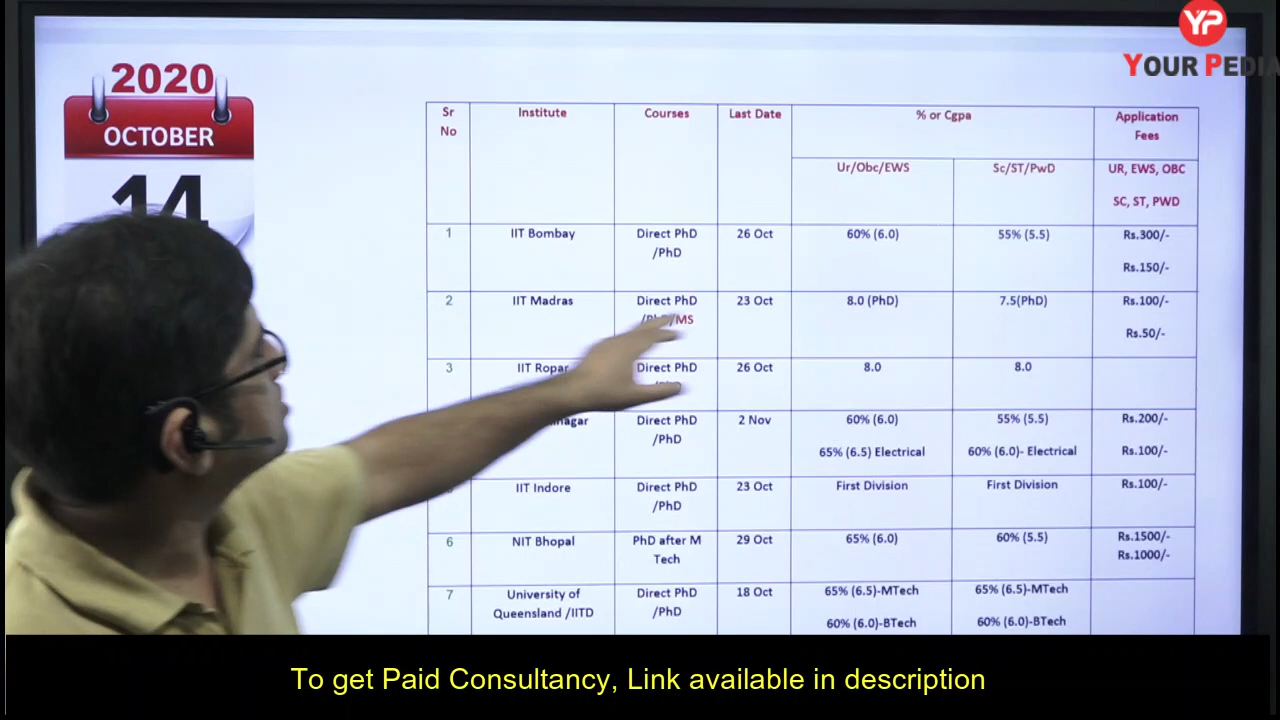 YP
YOUR PEDIA
2020
OCTOBER
14
Sr No
Institute
Courses
Last Date
% or Cgpa
Application Fees
Ur/Obc/EWS
Sc/ST/PwD
UR, EWS, OBC
SC, ST, PWD
1
IIT Bombay
Direct PhD
/PhD
26 Oct
60% (6.0)
55% (5.5)
Rs.300/-
Rs.150/-
2
IIT Madras
Direct PhD
/PhD/MS
23 Oct
8.0 (PhD)
7.5(PhD)
Rs.100/-
Rs.50/-
3
IIT Ropar
Direct PhD
26 Oct
8.0
8.0
Direct PhD
/PhD
2 Nov
60% (6.0)
65% (6.5) Electrical
55% (5.5)
60% (6.0)- Electrical
Rs.200/-
Rs.100/-
IIT Indore
Direct PhD
/PhD
23 Oct
First Division
First Division
Rs.100/-
6
NIT Bhopal
PhD after M
Tech
29 Oct
65% (6.0)
60% (5.5)
Rs.1500/-
Rs.1000/-
7
University of
Queensland /IITD
Direct PhD
/PhD
18 Oct
65% (6.5)-MTech
60% (6.0)-BTech
65% (6.5)-MTech
60% (6.0)-BTech
To get Paid Consultancy, Link available in description